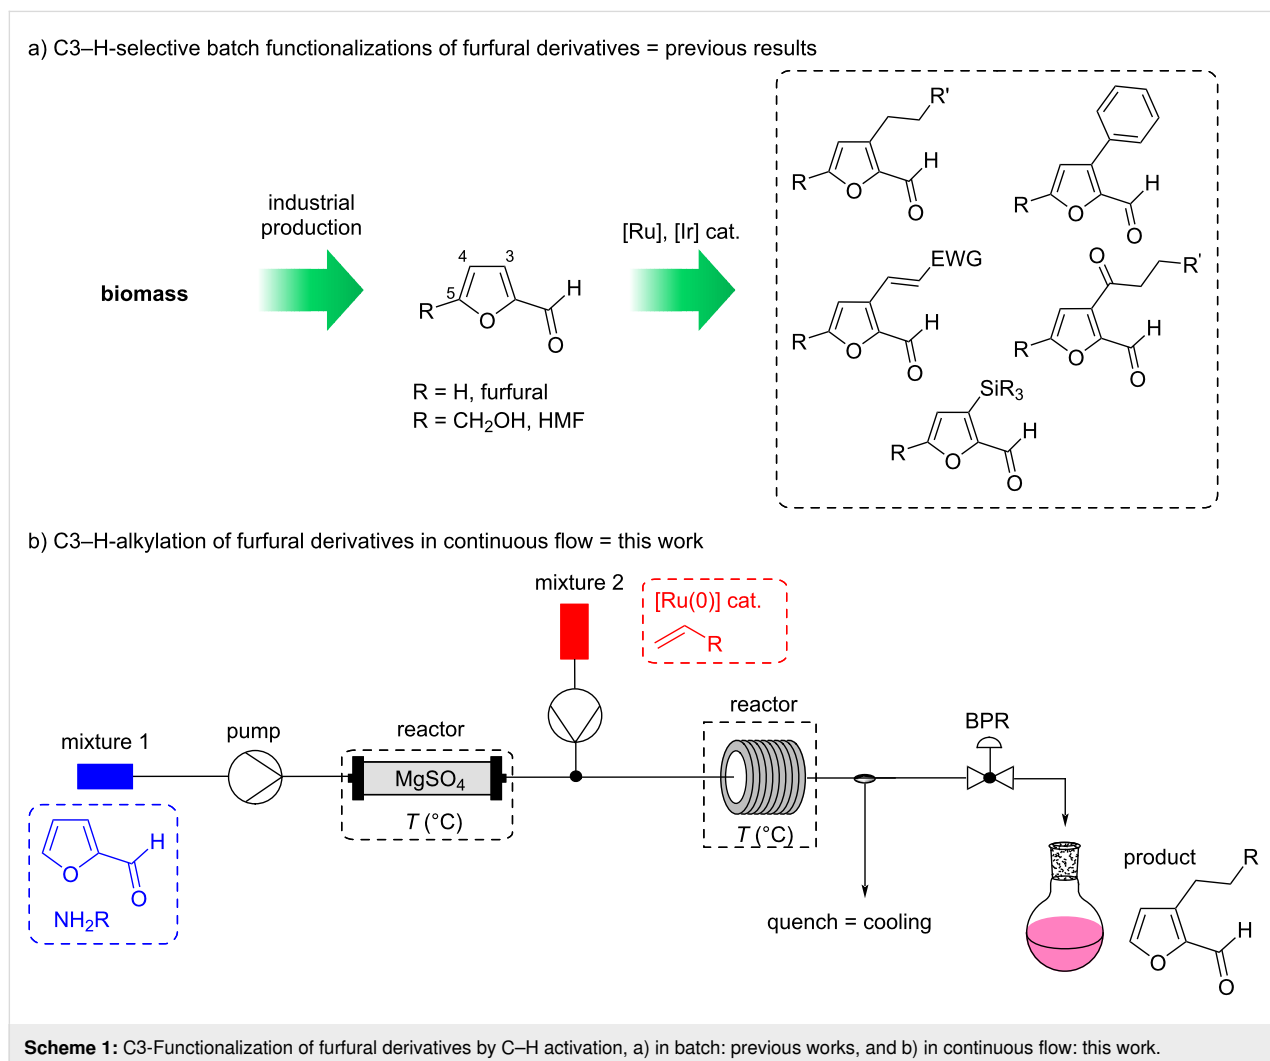 a) C3–H-selective batch functionalizations of furfural derivatives = previous results
biomass
industrial
production
4
3
5
R
O
H
O
R = H, furfural
R = CH2OH, HMF
[Ru], [Ir] cat.
R'
R
O
H
O
R
O
H
O
EWG
R
O
H
O
O
R'
R
O
H
O
SiR3
R
O
H
O
b) C3–H-alkylation of furfural derivatives in continuous flow = this work
mixture 2
[Ru(0)] cat.
R
mixture 1
pump
reactor
MgSO4
T (°C)
reactor
T (°C)
BPR
O
H
O
NH2R
quench = cooling
product
R
O
H
O
Scheme 1: C3-Functionalization of furfural derivatives by C–H activation, a) in batch: previous works, and b) in continuous flow: this work.